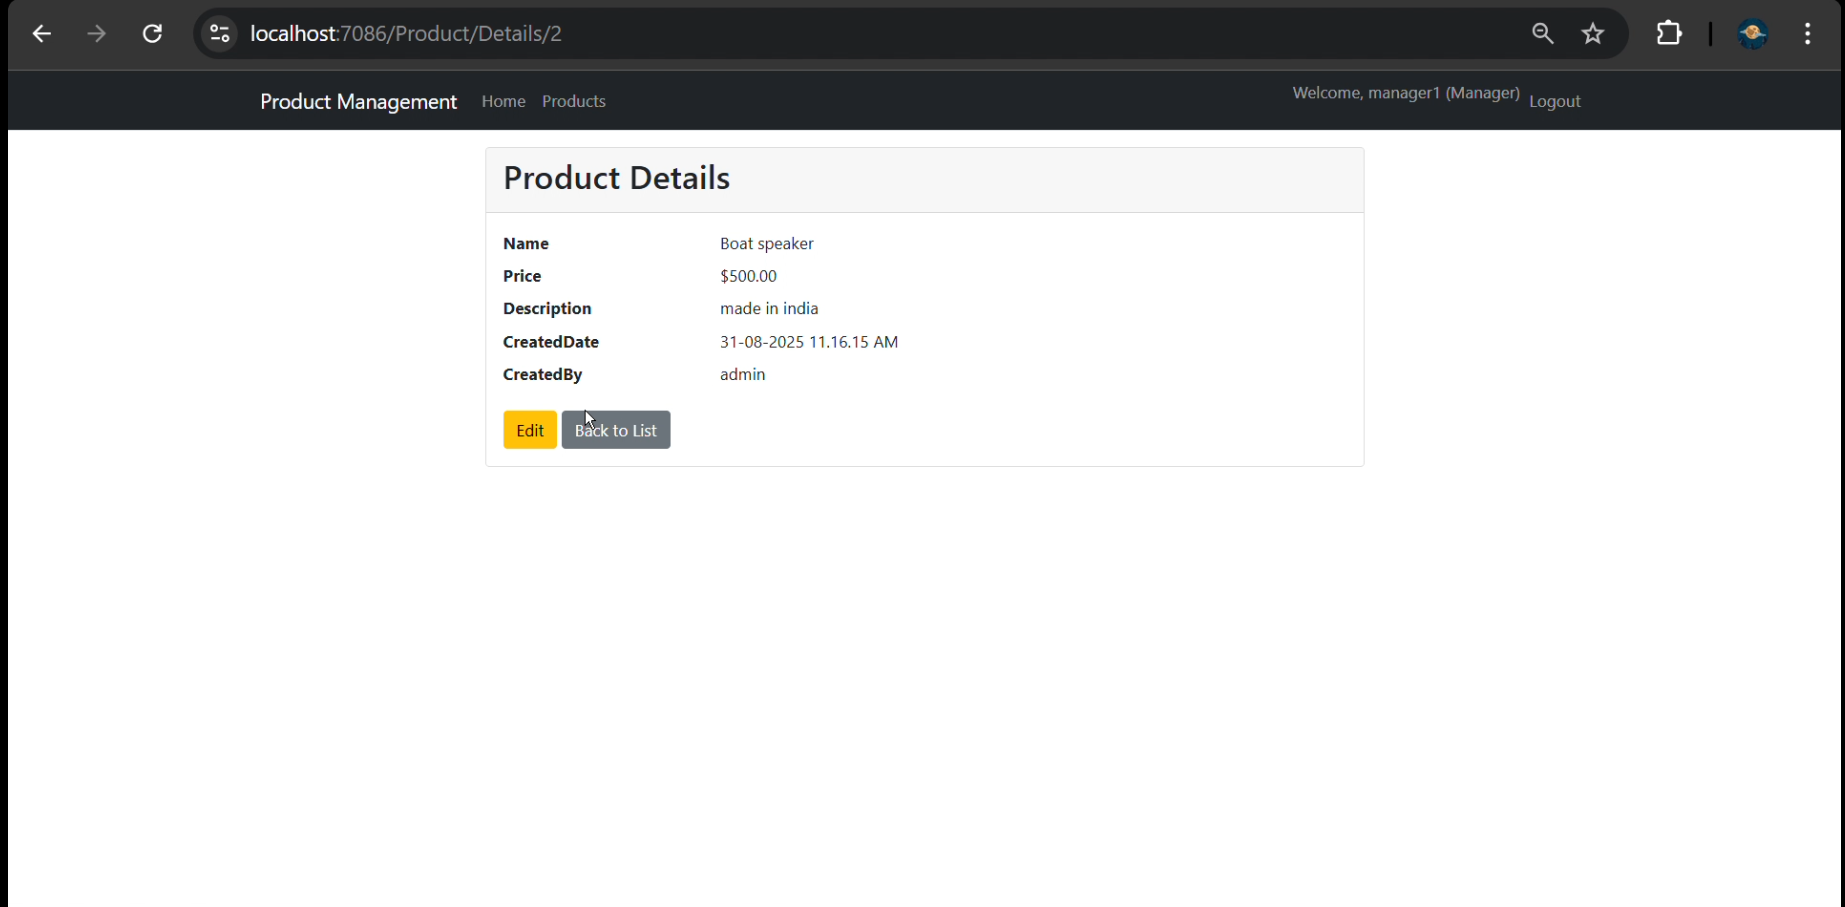 localhost:7086/Product/Details/2
Product Management Home Products Welcome, manager1 (Manager) Logout
Product Details
Name Boat speaker
Price $500.00
Description made in india
CreatedDate 31-08-2025 11.16.15 AM
CreatedBy admin
Edit Back to List